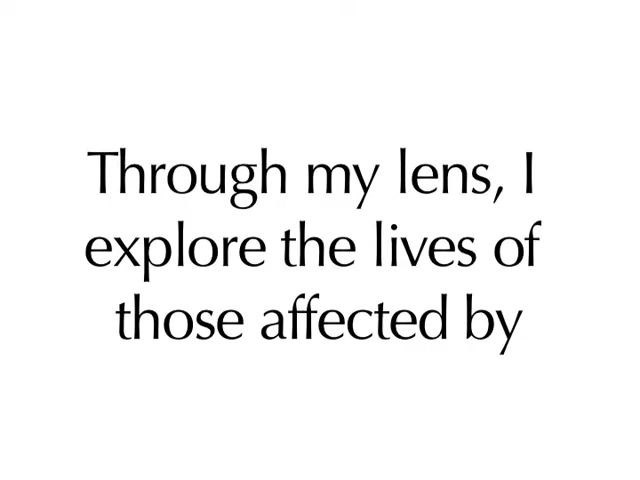 Through my lens, I
explore the lives of
those affected by